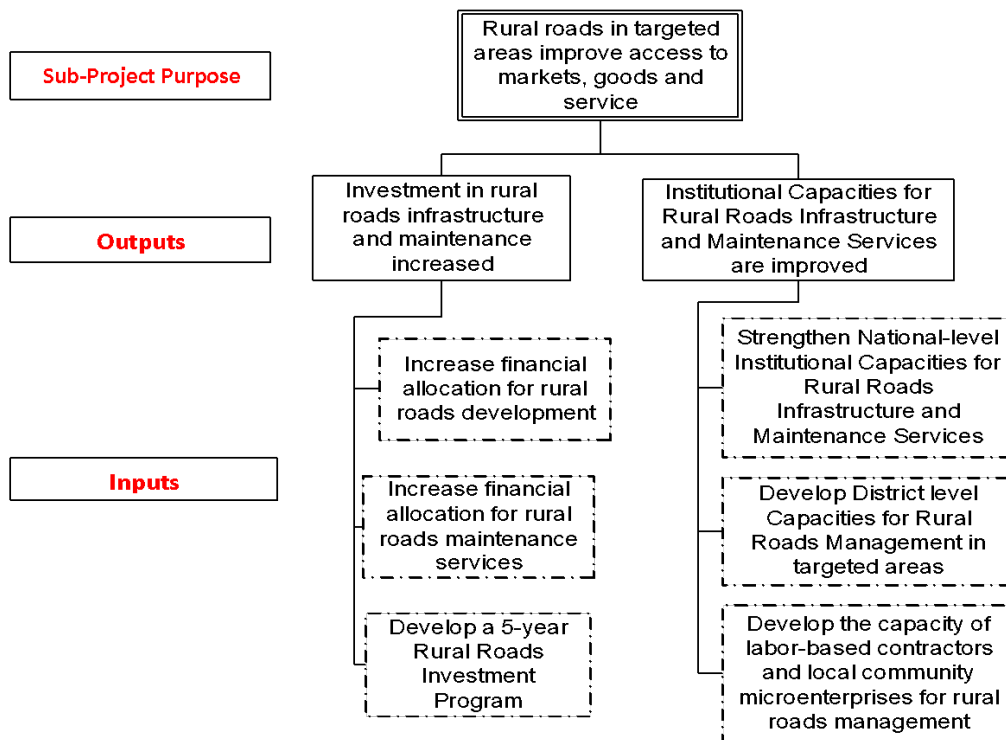 Sub-Project Purpose
Rural roads in targeted
areas improve access to
markets, goods and
service
Outputs
Investment in rural
roads infrastructure
and maintenance
increased
Institutional Capacities for
Rural Roads Infrastructure
and Maintenance Services
are improved
Inputs
Increase financial
allocation for rural
roads development
Increase financial
allocation for rural
roads maintenance
services
Develop a 5-year
Rural Roads
Investment
Program
Strengthen National-level
Institutional Capacities for
Rural Roads
Infrastructure and
Maintenance Services
Develop District level
Capacities for Rural
Roads Management in
targeted areas
Develop the capacity of
labor-based contractors
and local community
microenterprises for rural
roads management